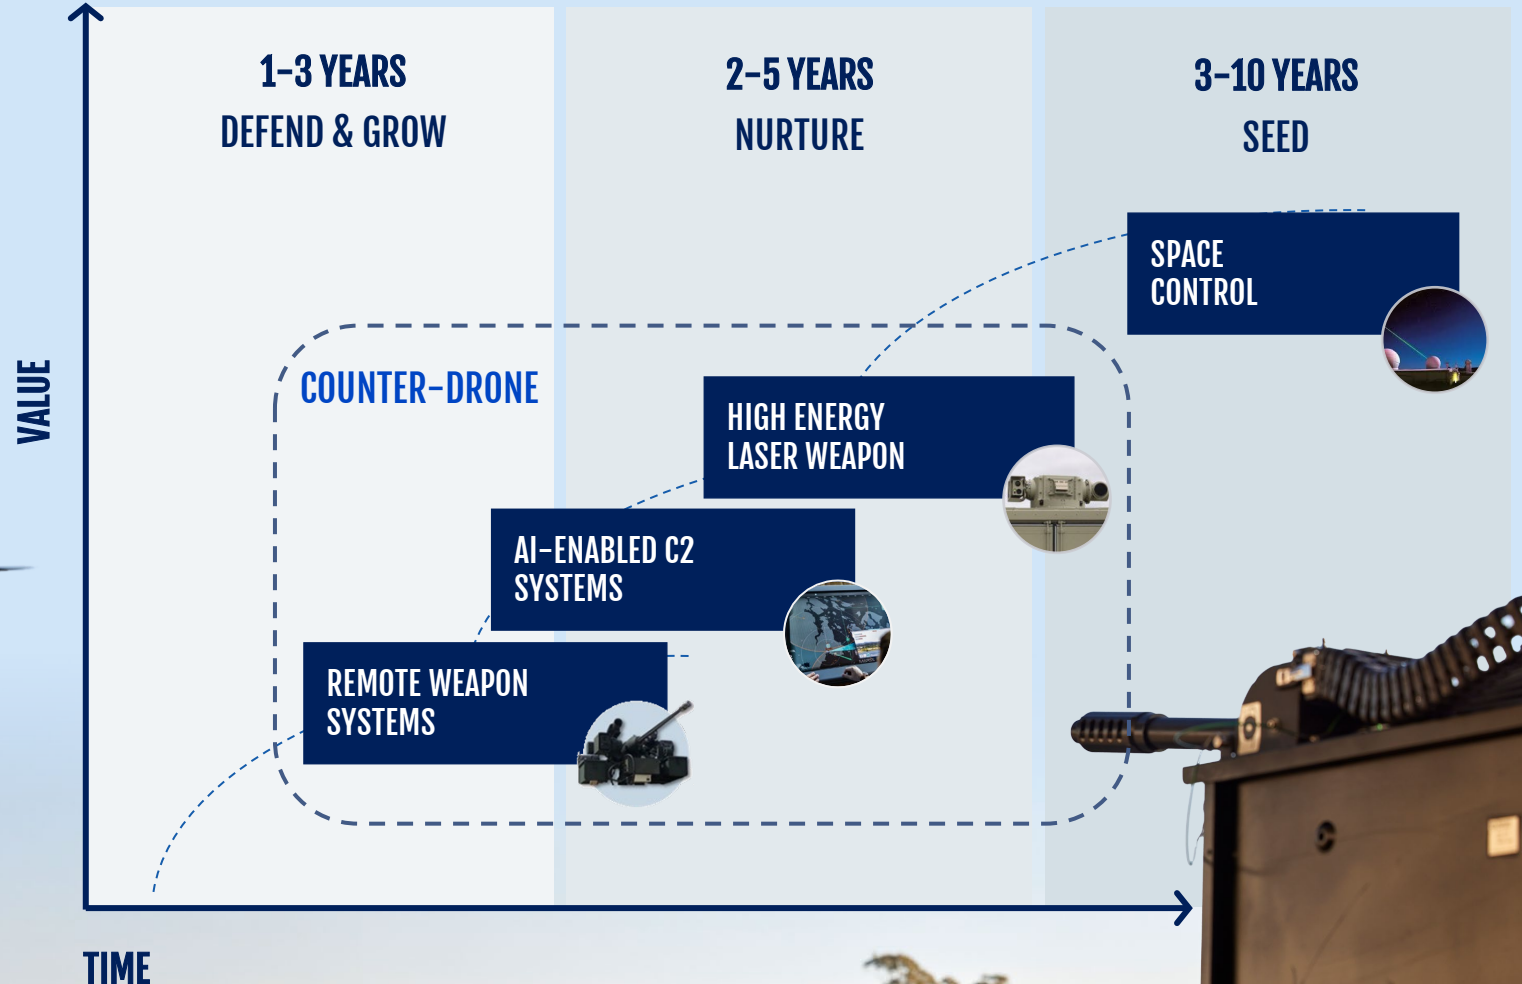 1–3 YEARS
DEFEND & GROW
2–5 YEARS
NURTURE
3–10 YEARS
SEED
SPACE
CONTROL
VALUE
COUNTER-DRONE
HIGH ENERGY
LASER WEAPON
AI-ENABLED C2
SYSTEMS
REMOTE WEAPON
SYSTEMS
TIME